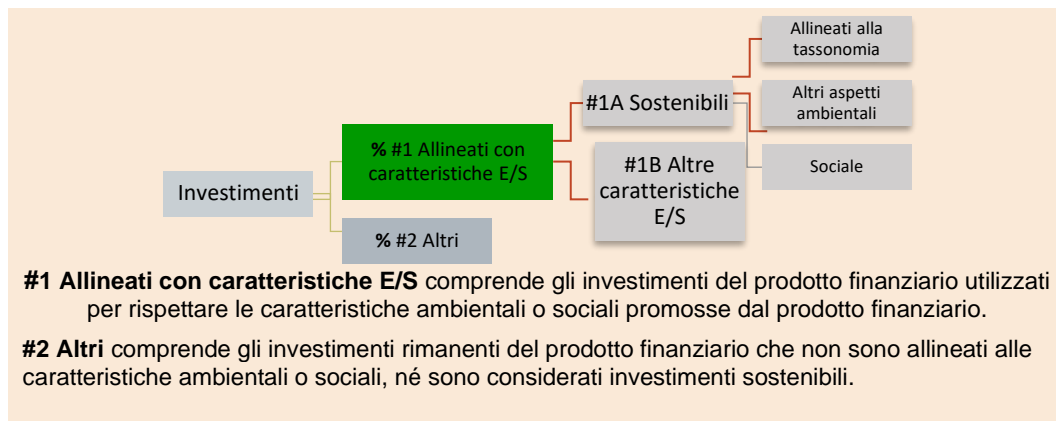 Allineati alla
tassonomia
#1A Sostenibili
Altri aspetti
ambientali
% #1 Allineati con
caratteristiche E/S
#1B Altre
caratteristiche
E/S
Sociale
Investimenti
% #2 Altri
#1 Allineati con caratteristiche E/S comprende gli investimenti del prodotto finanziario utilizzati
per rispettare le caratteristiche ambientali o sociali promosse dal prodotto finanziario.
#2 Altri comprende gli investimenti rimanenti del prodotto finanziario che non sono allineati alle
caratteristiche ambientali o sociali, né sono considerati investimenti sostenibili.